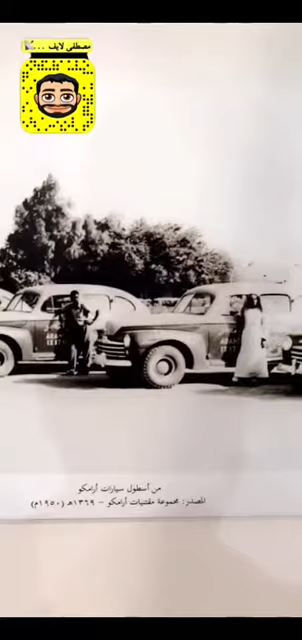 مصطفى لايف ...
من أسطول سيارات أرامكو
المصدر: مجموعة مقتنيات أرامكو - ١٣٦٩هـ (١٩٥٠م)